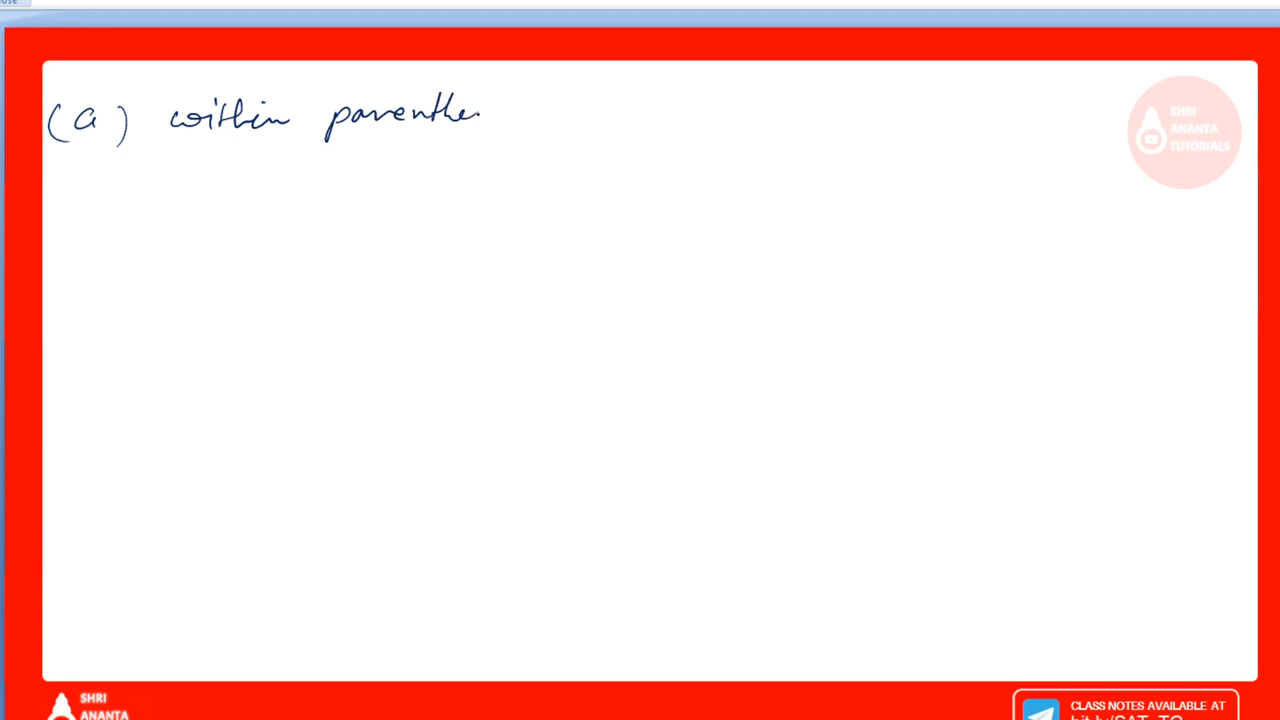 (a) within parenthe
SHRI
ANANTA
TUTORIALS
SHRI
ANANTA
CLASS NOTES AVAILABLE AT